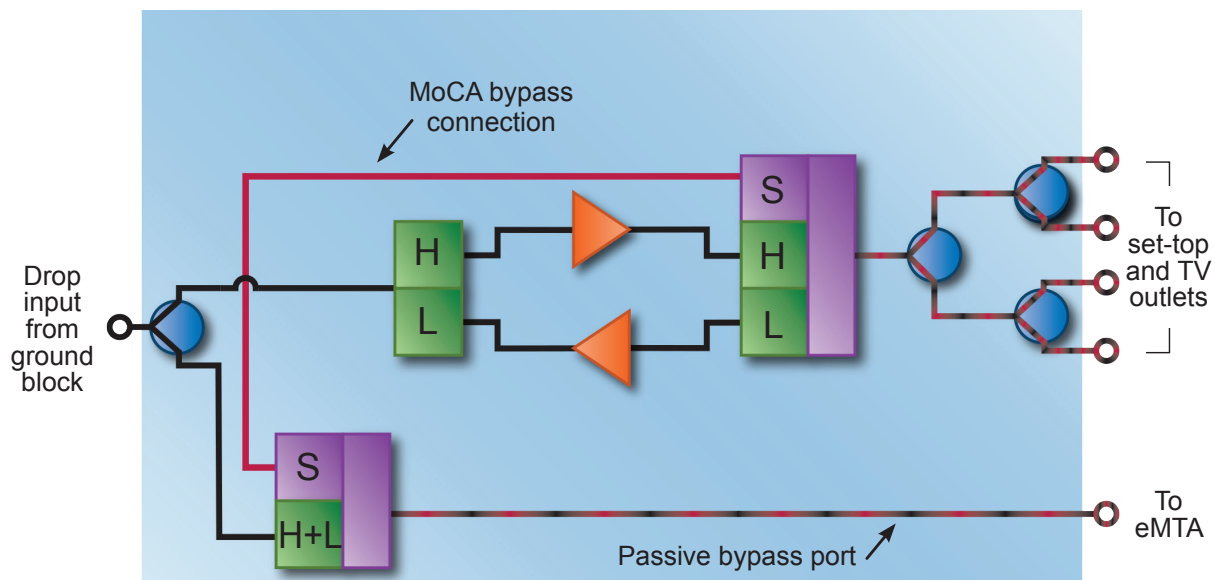 MoCA bypass
connection
S
H
L
H
L
Drop
input
from
ground
block
To
set-top
and TV
outlets
S
H+L
Passive bypass port
To
eMTA